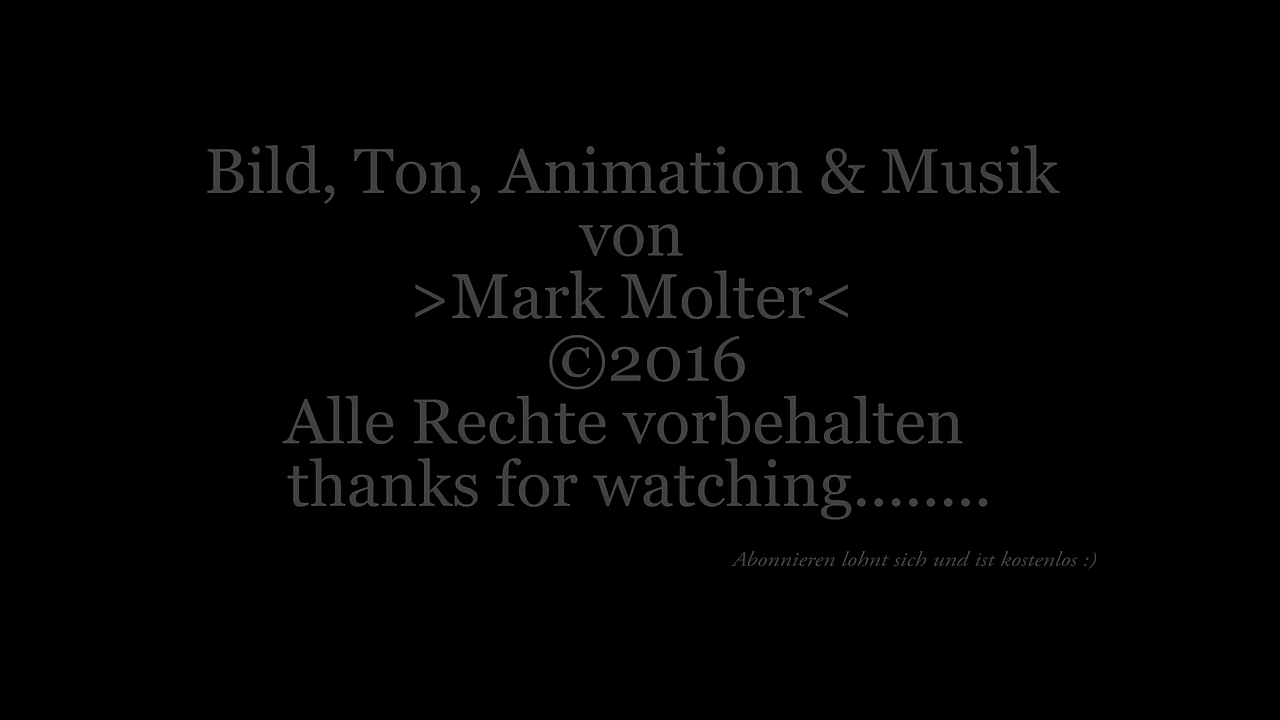 Bild, Ton, Animation & Musik
von
>Mark Molter<
©2016
Alle Rechte vorbehalten
thanks for watching........
Abonnieren lohnt sich und ist kostenlos :)